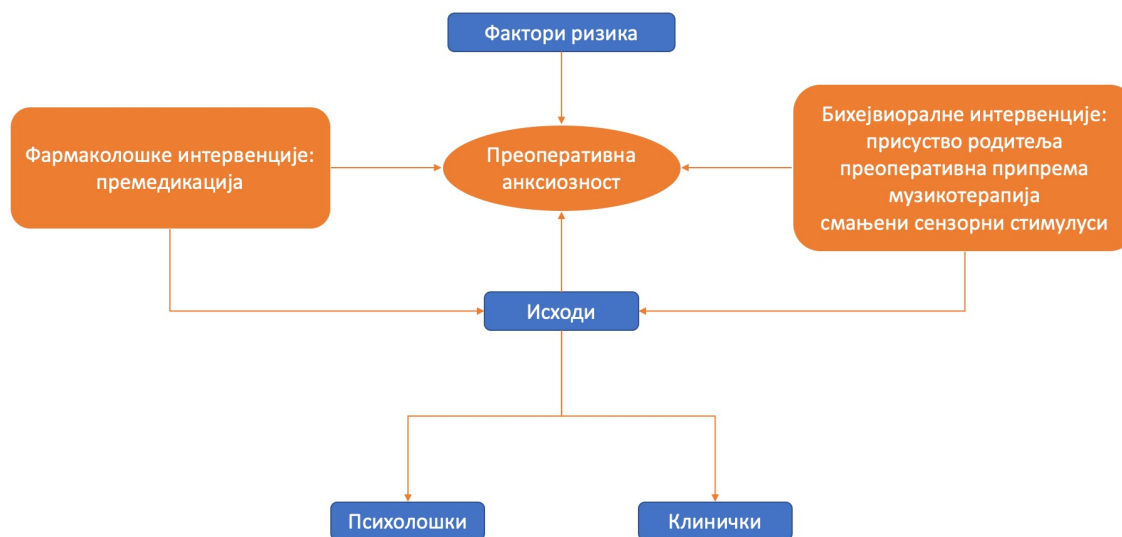 Фактори ризика
Фармаколошке интервенције:
премедикација
Преоперативна
анксиозност
Бихејвиоралне интервенције:
присуство родитеља
преоперативна припрема
музикотерапија
смањени сензорни стимулуси
Исходи
Психолошки
Клинички